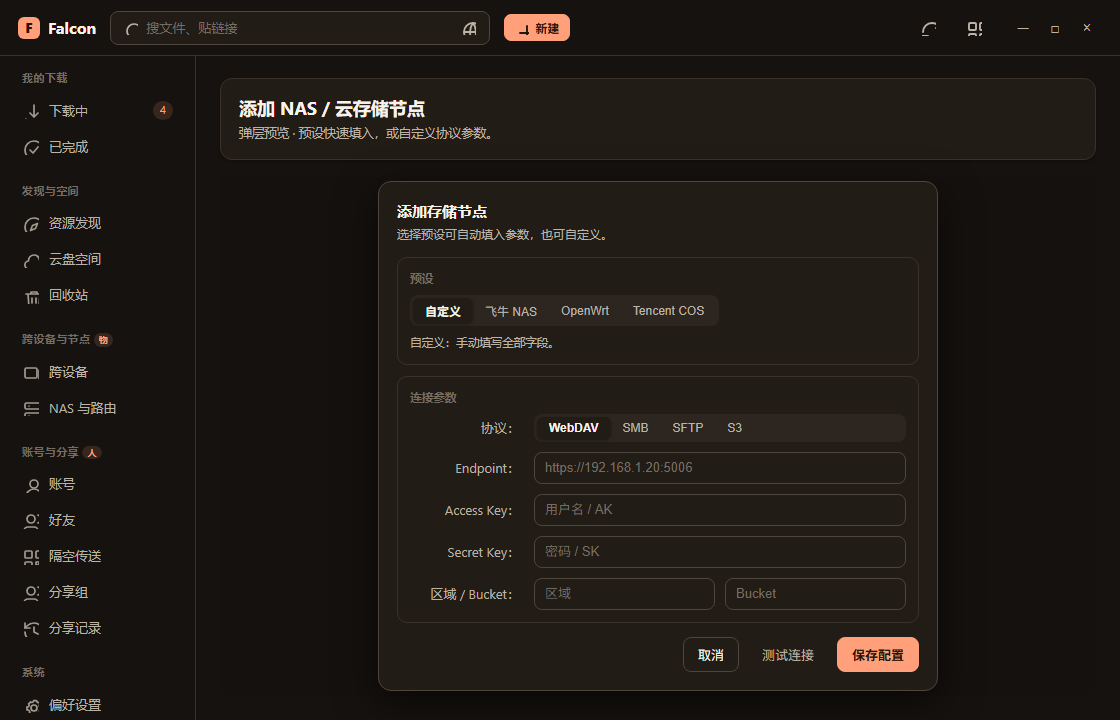 F Falcon
搜文件、贴链接
新建
我的下载
下载中 4
已完成
发现与空间
资源发现
云盘空间
回收站
跨设备与节点 物
跨设备
NAS 与路由
账号与分享 人
账号
好友
隔空传送
分享组
分享记录
系统
偏好设置
添加 NAS / 云存储节点
弹层预览 · 预设快速填入，或自定义协议参数。
添加存储节点
选择预设可自动填入参数，也可自定义。
预设
自定义 飞牛 NAS OpenWrt Tencent COS
自定义：手动填写全部字段。
连接参数
协议： WebDAV SMB SFTP S3
Endpoint： https://192.168.1.20:5006
Access Key： 用户名 / AK
Secret Key： 密码 / SK
区域 / Bucket： 区域 Bucket
取消 测试连接 保存配置